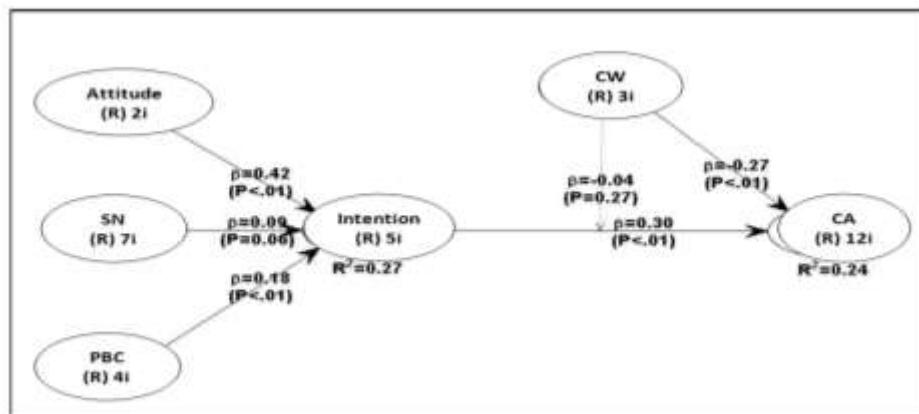 Attitude
(R) 2i
CW
(R) 3i
β=0.42
(P<.01)
β=-0.04
(P=0.27)
β=-0.27
(P<.01)
SN
(R) 7i
β=0.09
(P=0.06)
Intention
(R) 5i
R²=0.27
β=0.30
(P<.01)
CA
(R) 12i
R²=0.24
β=0.18
(P<.01)
PBC
(R) 4i